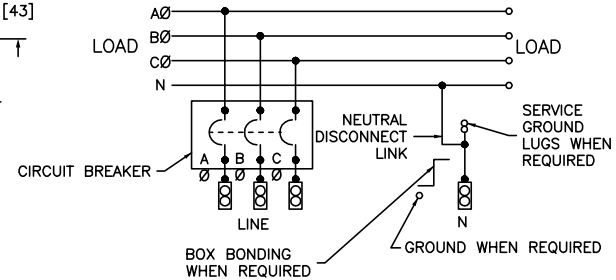 [43]
AØ
BØ
LOAD
LOAD
CØ
N
NEUTRAL
DISCONNECT
LINK
SERVICE
GROUND
LUGS WHEN
REQUIRED
A B C
Ø Ø Ø
CIRCUIT BREAKER
LINE
N
BOX BONDING
WHEN REQUIRED
GROUND WHEN REQUIRED